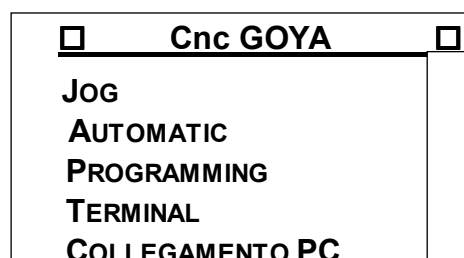 Cnc GOYA
JOG
AUTOMATIC
PROGRAMMING
TERMINAL
COLLEGAMENTO PC